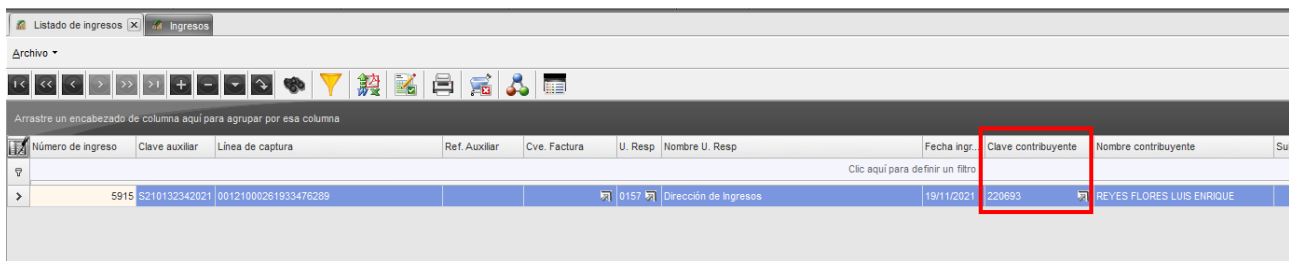 Listado de ingresos Ingresos
Archivo
Arrastre un encabezado de columna aquí para agrupar por esa columna
Número de ingreso Clave auxiliar Línea de captura Ref. Auxiliar Cve. Factura U. Resp Nombre U. Resp Fecha ingr... Clave contribuyente Nombre contribuyente Su
Clic aquí para definir un filtro
5915 S210132342021 00121000261933476289 0157 Dirección de Ingresos 19/11/2021 220693 REYES FLORES LUIS ENRIQUE